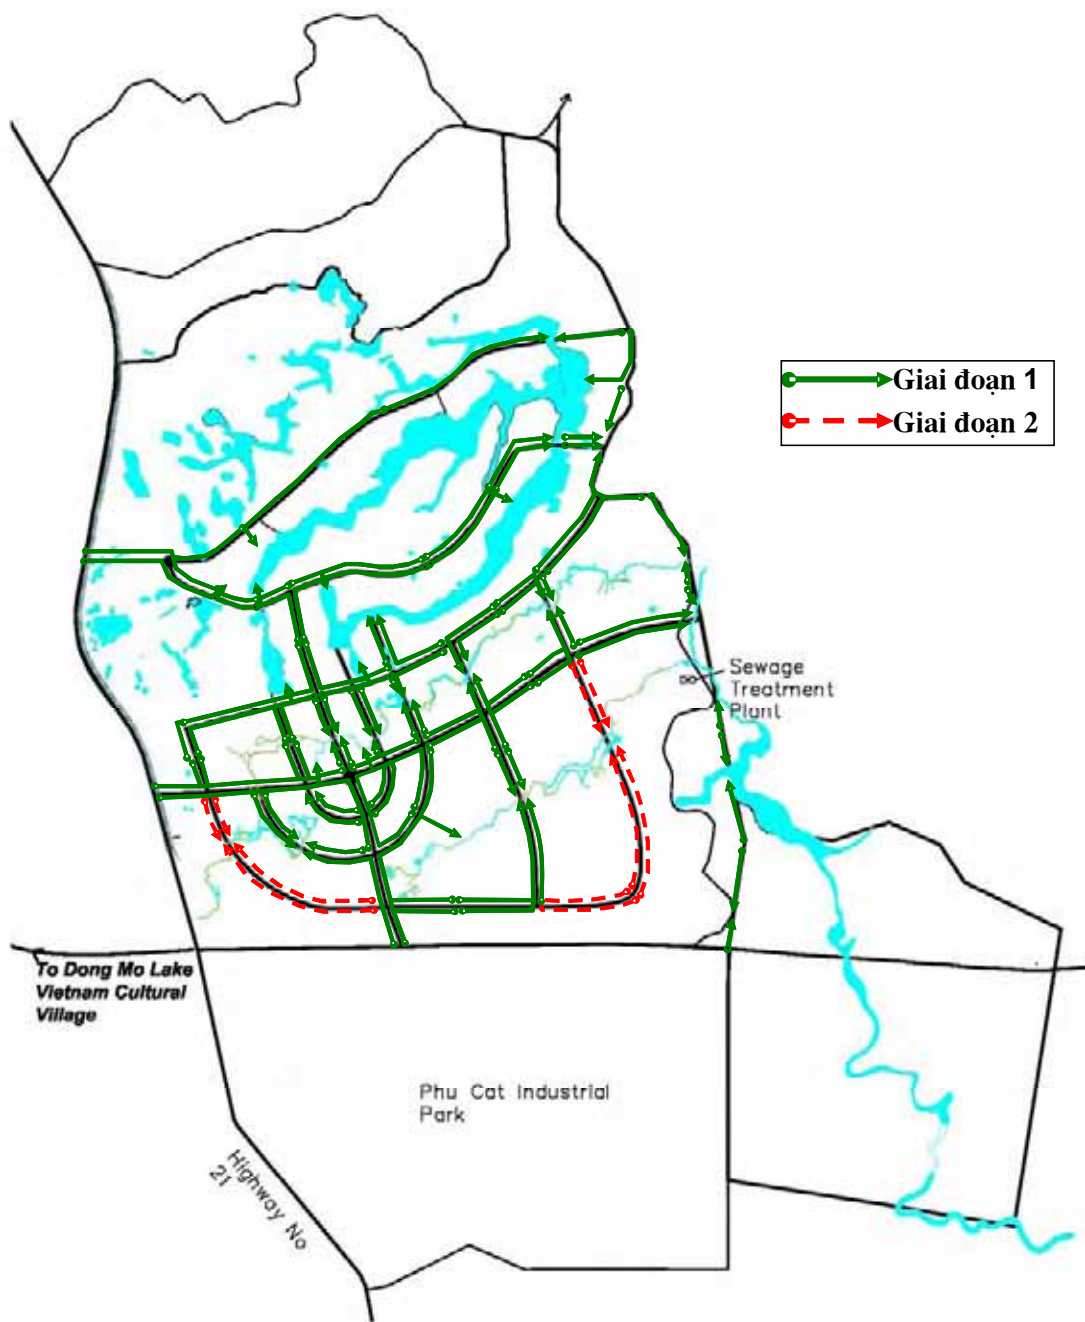 Giai đoạn 1
Giai đoạn 2
Sewage
Treatment
Plant
To Dong Mo Lake
Vietnam Cultural
Village
Phu Cat Industrial
Park
Highway No
21